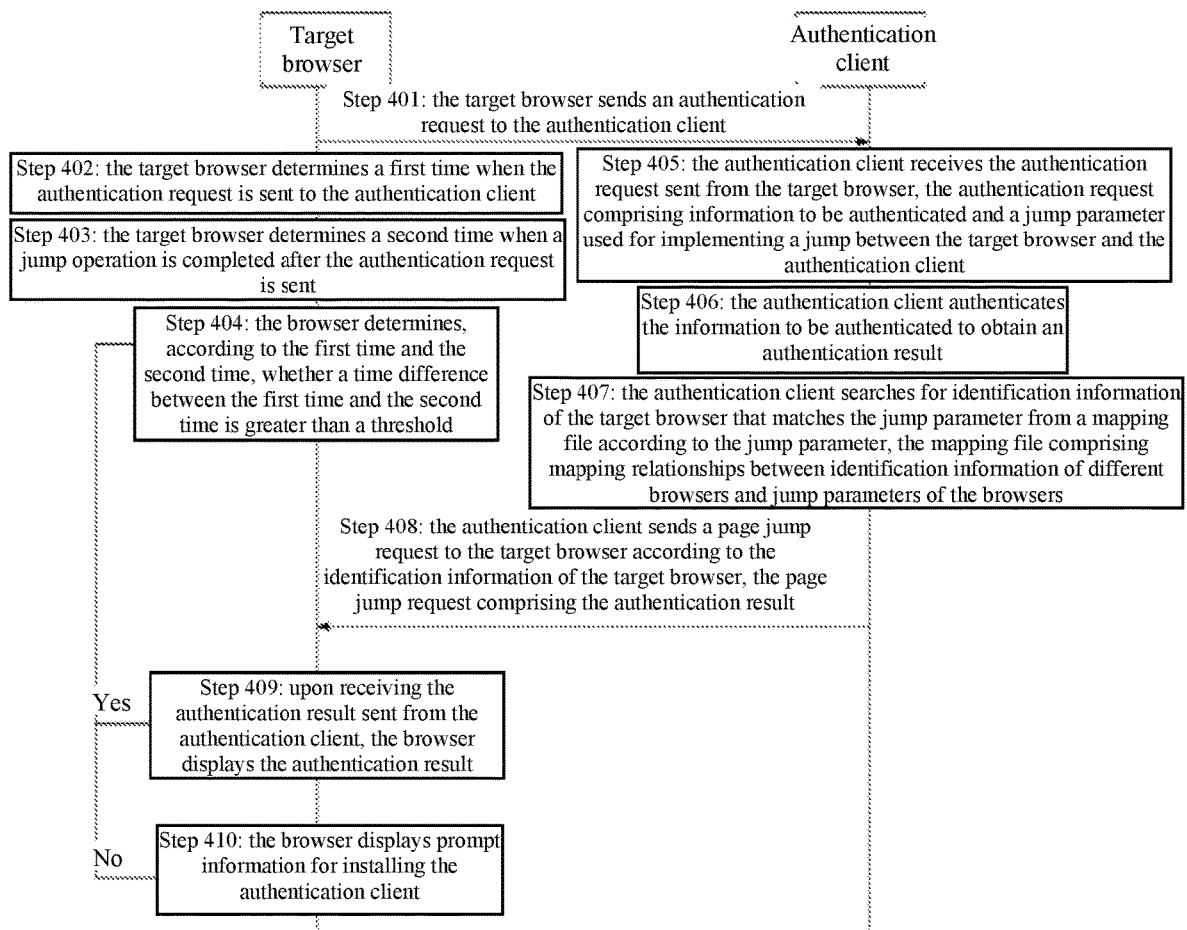 Target
browser
Authentication
client
Step 401: the target browser sends an authentication
request to the authentication client
Step 402: the target browser determines a first time when the
authentication request is sent to the authentication client
Step 403: the target browser determines a second time when a
jump operation is completed after the authentication request
is sent
Step 404: the browser determines,
according to the first time and the
second time, whether a time difference
between the first time and the second
time is greater than a threshold
Step 405: the authentication client receives the authentication
request sent from the target browser, the authentication request
comprising information to be authenticated and a jump parameter
used for implementing a jump between the target browser and the
authentication client
Step 406: the authentication client authenticates
the information to be authenticated to obtain an
authentication result
Step 407: the authentication client searches for identification information
of the target browser that matches the jump parameter from a mapping
file according to the jump parameter, the mapping file comprising
mapping relationships between identification information of different
browsers and jump parameters of the browsers
Step 408: the authentication client sends a page jump
request to the target browser according to the
identification information of the target browser, the page
jump request comprising the authentication result
Yes
Step 409: upon receiving the
authentication result sent from the
authentication client, the browser
displays the authentication result
No
Step 410: the browser displays prompt
information for installing the
authentication client